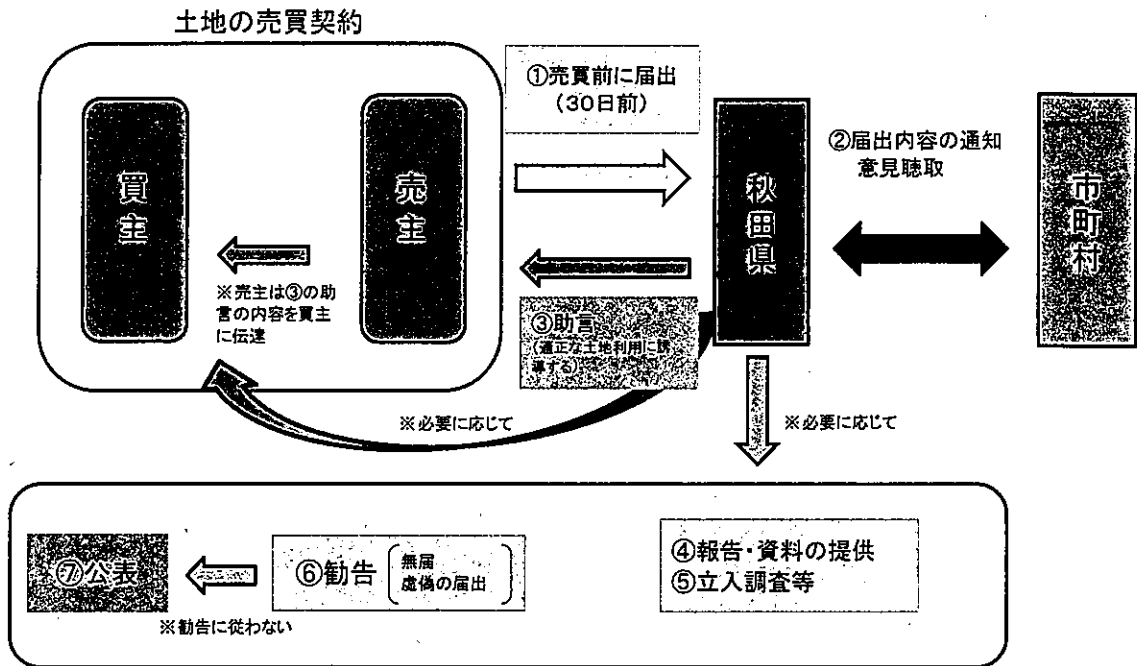 土地の売買契約
①売買前に届出
(30日前)
買主
売主
秋田県
②届出内容の通知
意見聴取
市町村
※売主は③の助
言の内容を買主
に伝達
③助言
(適正な土地利用に誘
導する)
※必要に応じて
※必要に応じて
⑦公表
⑥勧告
無届
虚偽の届出
④報告・資料の提供
⑤立入調査等
※勧告に従わない